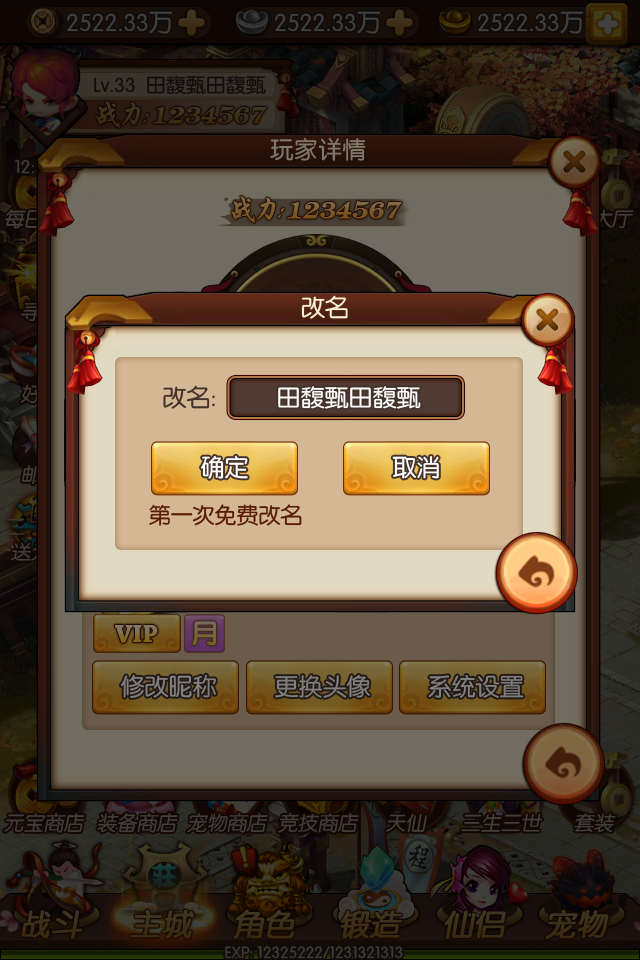 2522.33万 2522.33万 2522.33万
Lv.33 田馥甄田馥甄
战力:1234567
玩家详情
12:
每日
大厅
战力:1234567
改名
改名: 田馥甄田馥甄
确定 取消
第一次免费改名
VIP 月
修改昵称 更换头像 系统设置
元宝商店 装备商店 宠物商店 竞技商店 天仙 三生三世 套装
战斗 主城 角色 锻造 仙侣 宠物
EXP: 12325222/1231321313